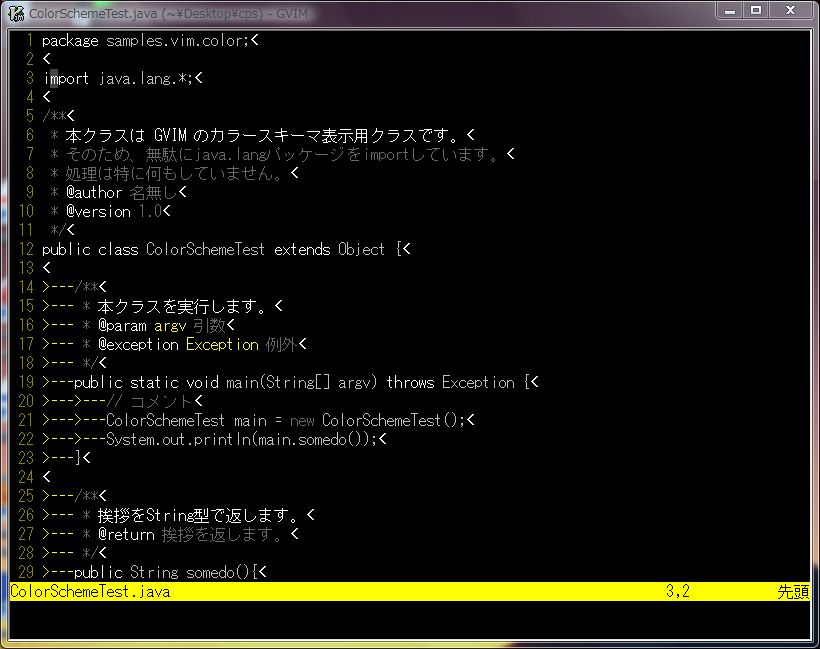 ColorSchemeTest.java (~¥Desktop¥cps) - GVIM
1 package samples.vim.color;<
2 <
3 import java.lang.*;<
4 <
5 /**<
6  * 本クラスは GVIM のカラースキーマ表示用クラスです。<
7  * そのため、無駄にjava.langパッケージをimportしています。<
8  * 処理は特に何もしていません。<
9  * @author 名無し<
10  * @version 1.0<
11  */<
12 public class ColorSchemeTest extends Object {<
13 <
14 >---/**<
15 >--- * 本クラスを実行します。<
16 >--- * @param argv 引数<
17 >--- * @exception Exception 例外<
18 >--- */<
19 >---public static void main(String[] argv) throws Exception {<
20 >--->---// コメント<
21 >--->---ColorSchemeTest main = new ColorSchemeTest();<
22 >--->---System.out.println(main.somedo());<
23 >---}<
24 <
25 >---/**<
26 >--- * 挨拶をString型で返します。<
27 >--- * @return 挨拶を返します。<
28 >--- */<
29 >---public String somedo(){<
ColorSchemeTest.java 3,2 先頭